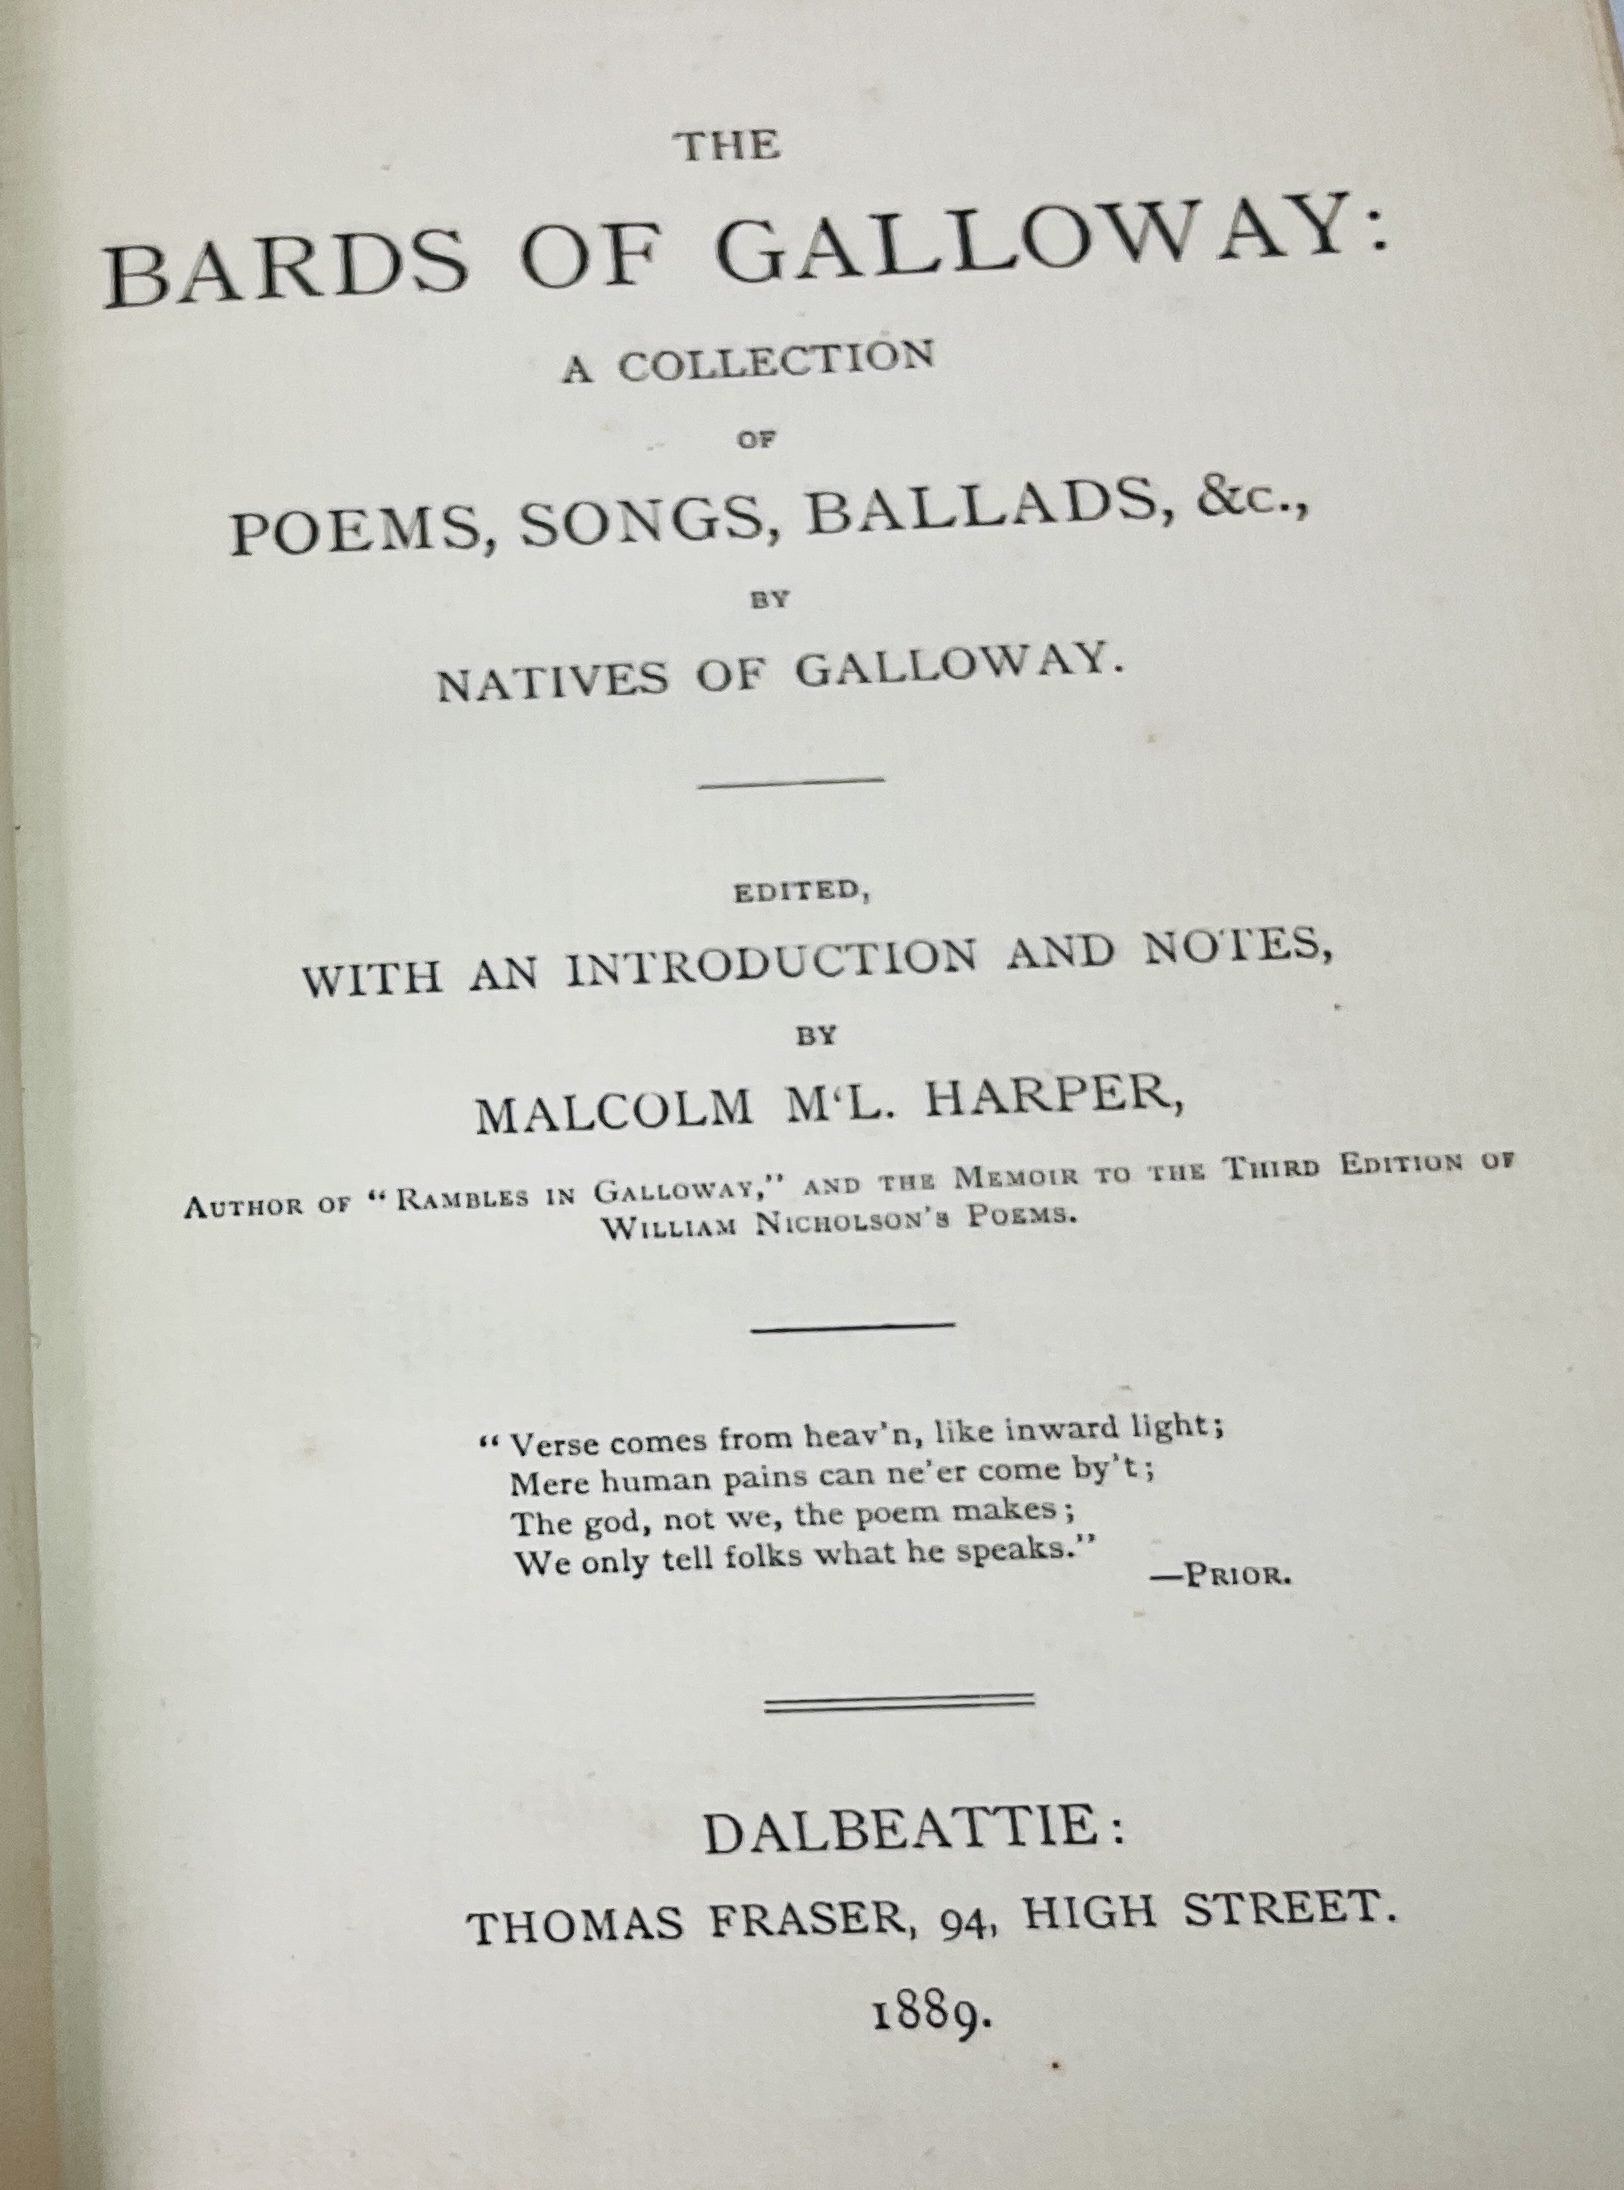 THE
BARDS OF GALLOWAY:
A COLLECTION
OF
POEMS, SONGS, BALLADS, &c.,
BY
NATIVES OF GALLOWAY.
EDITED,
WITH AN INTRODUCTION AND NOTES,
BY
MALCOLM M‘L. HARPER,
AUTHOR OF “RAMBLES IN GALLOWAY,” AND THE MEMOIR TO THE THIRD EDITION OF
WILLIAM NICHOLSON’S POEMS.
“Verse comes from heav’n, like inward light;
Mere human pains can ne’er come by’t;
The god, not we, the poem makes;
We only tell folks what he speaks.”
—PRIOR.
DALBEATTIE:
THOMAS FRASER, 94, HIGH STREET.
1889.